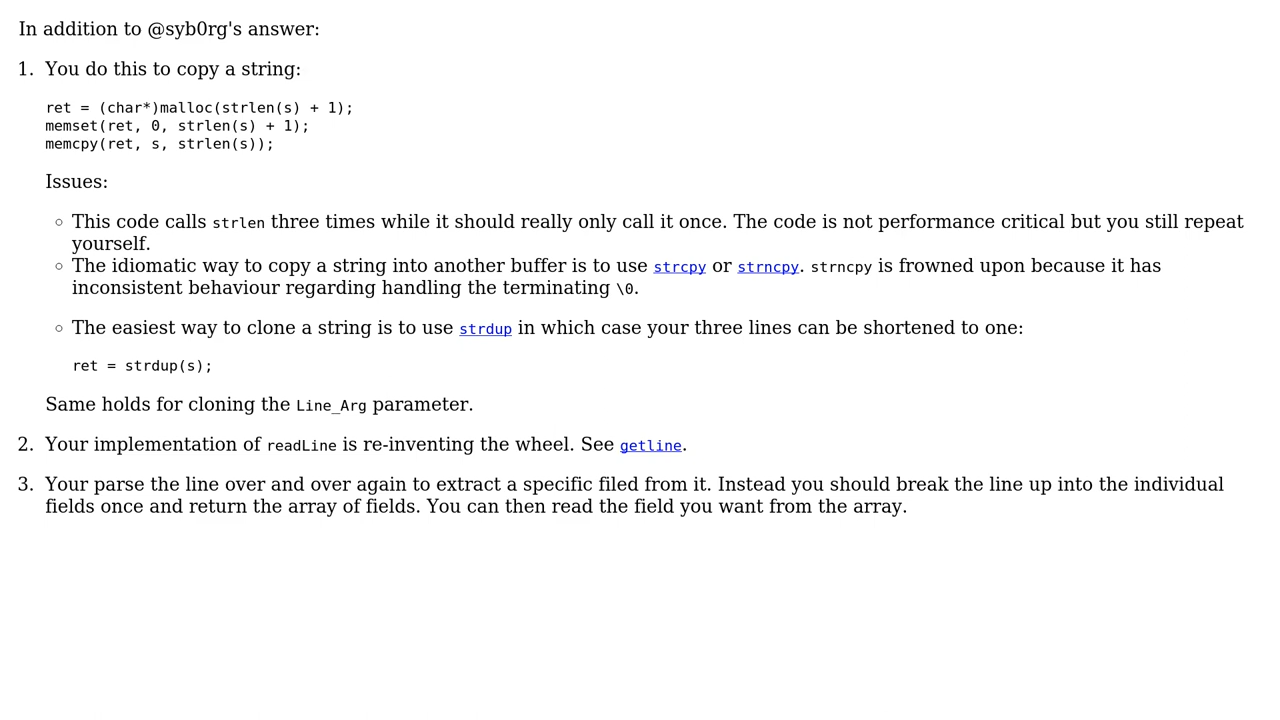 In addition to @syb0rg's answer:
1. You do this to copy a string:
ret = (char*)malloc(strlen(s) + 1);
memset(ret, 0, strlen(s) + 1);
memcpy(ret, s, strlen(s));
Issues:
◦ This code calls strlen three times while it should really only call it once. The code is not performance critical but you still repeat
yourself.
◦ The idiomatic way to copy a string into another buffer is to use strcpy or strncpy. strncpy is frowned upon because it has
inconsistent behaviour regarding handling the terminating \0.
◦ The easiest way to clone a string is to use strdup in which case your three lines can be shortened to one:
ret = strdup(s);
Same holds for cloning the Line_Arg parameter.
2. Your implementation of readLine is re-inventing the wheel. See getline.
3. Your parse the line over and over again to extract a specific filed from it. Instead you should break the line up into the individual
fields once and return the array of fields. You can then read the field you want from the array.